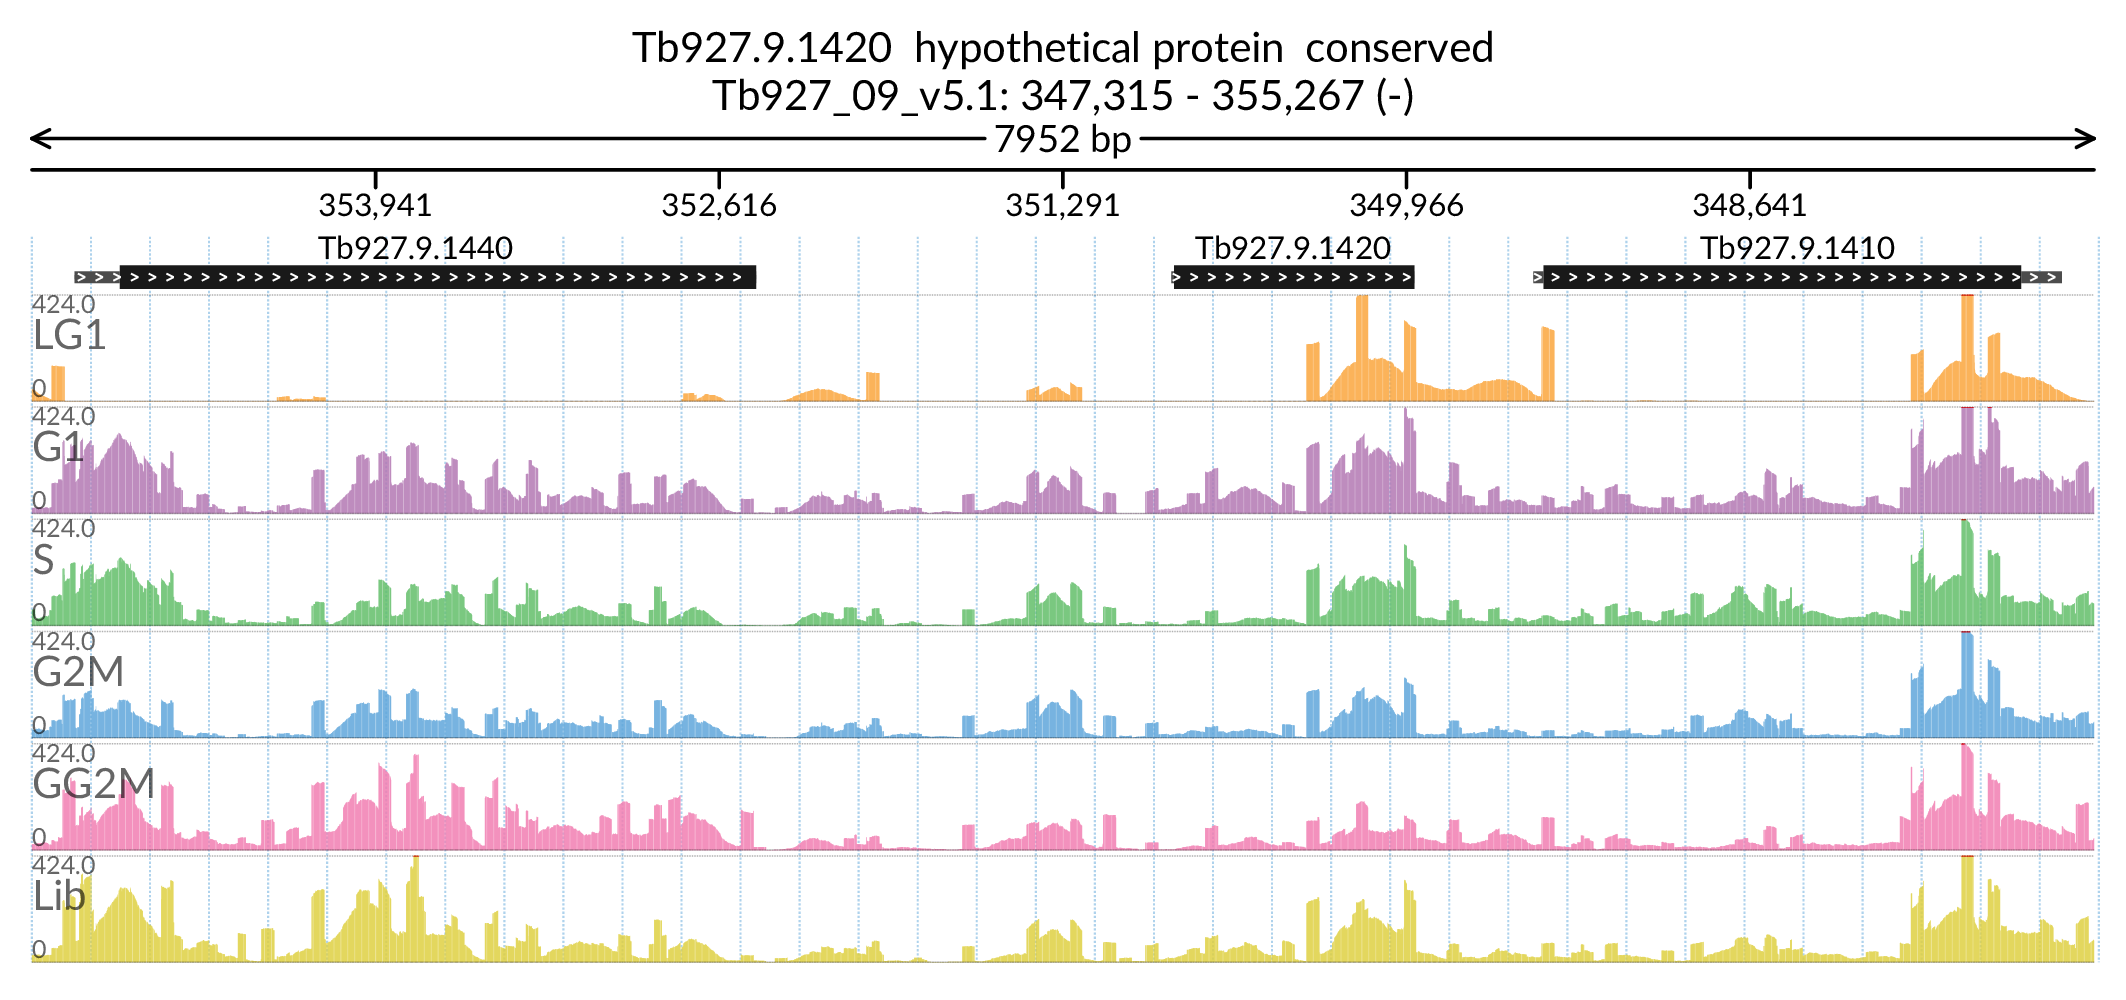 Tb927.9.1420  hypothetical protein  conserved
Tb927_09_v5.1: 347,315 - 355,267 (-)
7952 bp
353,941 352,616 351,291 349,966 348,641
Tb927.9.1440 Tb927.9.1420 Tb927.9.1410
424.0
LG1
0
424.0
G1
0
424.0
S
0
424.0
G2M
0
424.0
GG2M
0
424.0
Lib
0